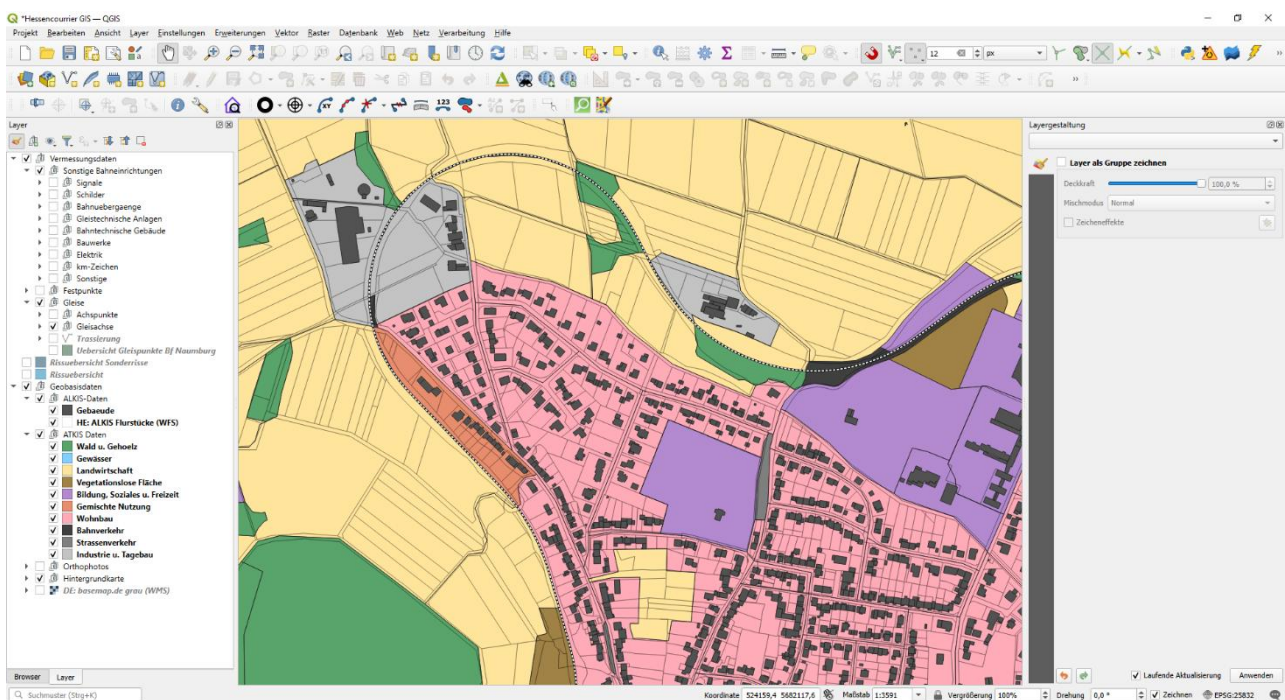 *Hessencourrier GIS — QGIS
Projekt Bearbeiten Ansicht Layer Einstellungen Erweiterungen Vektor Raster Datenbank Web Netz Verarbeitung Hilfe
12 px
XY 123
Layer
Layergestaltung
Vermessungsdaten
Sonstige Bahneinrichtungen
Signale
Schilder
Bahnuebergaenge
Gleistechnische Anlagen
Bahntechnische Gebäude
Bauwerke
Elektrik
km-Zeichen
Sonstige
Festpunkte
Gleise
Achspunkte
Gleisachse
Trassierung
Uebersicht Gleispunkte Bf Naumburg
Rissuebersicht Sonderrisse
Rissuebersicht
Geobasisdaten
ALKIS-Daten
Gebaeude
HE: ALKIS Flurstücke (WFS)
ATKIS Daten
Wald u. Gehoelz
Gewässer
Landwirtschaft
Vegetationslose Fläche
Bildung, Soziales u. Freizeit
Gemischte Nutzung
Wohnbau
Bahnverkehr
Strassenverkehr
Industrie u. Tagebau
Orthophotos
Hintergrundkarte
DE: basemap.de grau (WMS)
Layer als Gruppe zeichnen
Deckkraft 100,0 %
Mischmodus Normal
Zeicheneffekte
Browser Layer
Laufende Aktualisierung Anwenden
Suchmuster (Strg+K)
Koordinate 524159,4 5682117,6 Maßstab 1:3591 Vergrößerung 100% Drehung 0,0 ° Zeichnen EPSG:25832